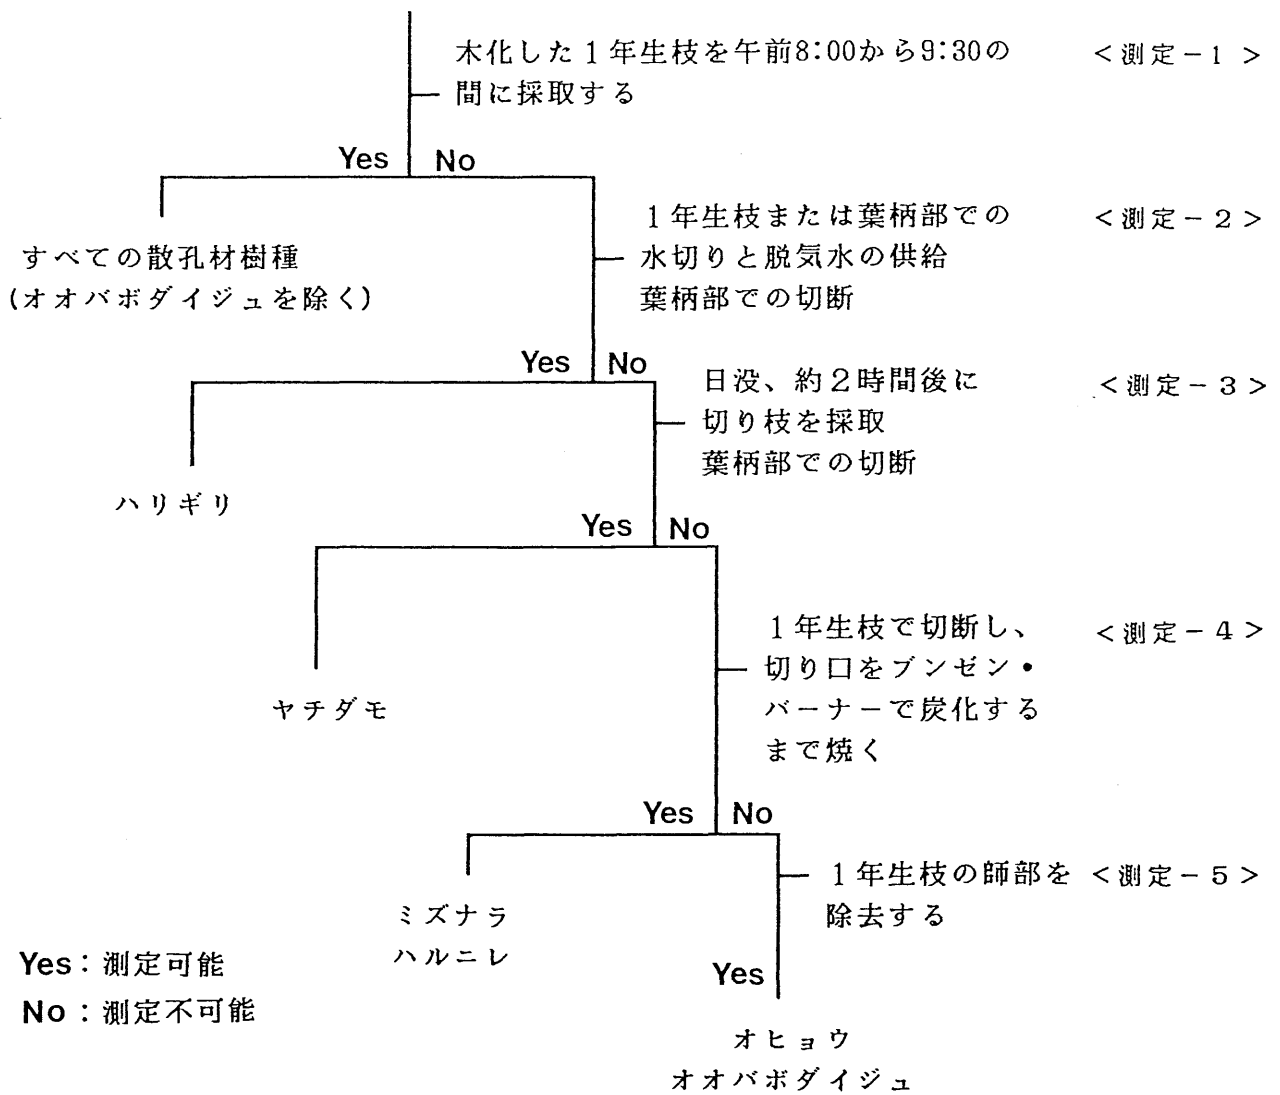 木化した1年生枝を午前8:00から9:30の
間に採取する
<測定－1>
Yes No
すべての散孔材樹種
(オオバボダイジュを除く)
1年生枝または葉柄部での
水切りと脱気水の供給
葉柄部での切断
<測定－2>
Yes No
ハリギリ
日没、約2時間後に
切り枝を採取
葉柄部での切断
<測定－3>
Yes No
ヤチダモ
1年生枝で切断し、
切り口をブンゼン・
バーナーで炭化する
まで焼く
<測定－4>
Yes No
ミズナラ
ハルニレ
1年生枝の師部を
除去する
<測定－5>
Yes
オヒョウ
オオバボダイジュ
Yes：測定可能
No：測定不可能